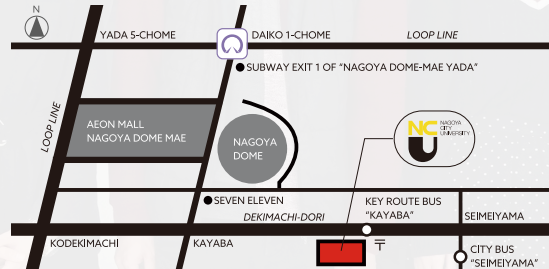 N
YADA 5-CHOME
DAIKO 1-CHOME
LOOP LINE
SUBWAY EXIT 1 OF “NAGOYA DOME-MAE YADA”
LOOP LINE
AEON MALL
NAGOYA DOME MAE
NAGOYA
DOME
NC
U
NAGOYA
CITY
UNIVERSITY
SEVEN ELEVEN
KEY ROUTE BUS
“KAYABA”
DEKIMACHI-DORI
SEIMEIYAMA
KODEKIMACHI
KAYABA
〒
CITY BUS
“SEIMEIYAMA”